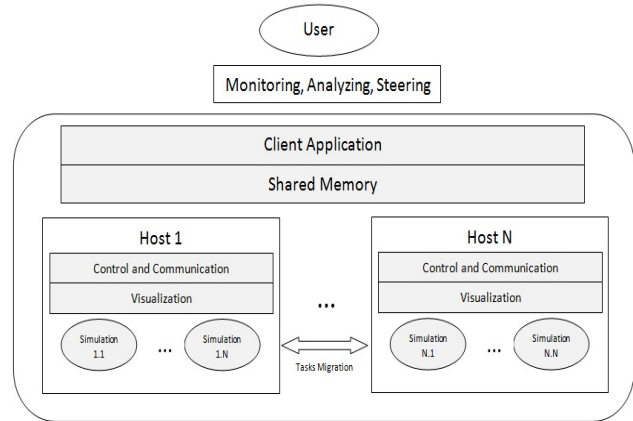 User
Monitoring, Analyzing, Steering
Client Application
Shared Memory
Host 1
Control and Communication
Visualization
Simulation
1.1
...
Simulation
1.N
...
Tasks Migration
Host N
Control and Communication
Visualization
Simulation
N.1
...
Simulation
N.N